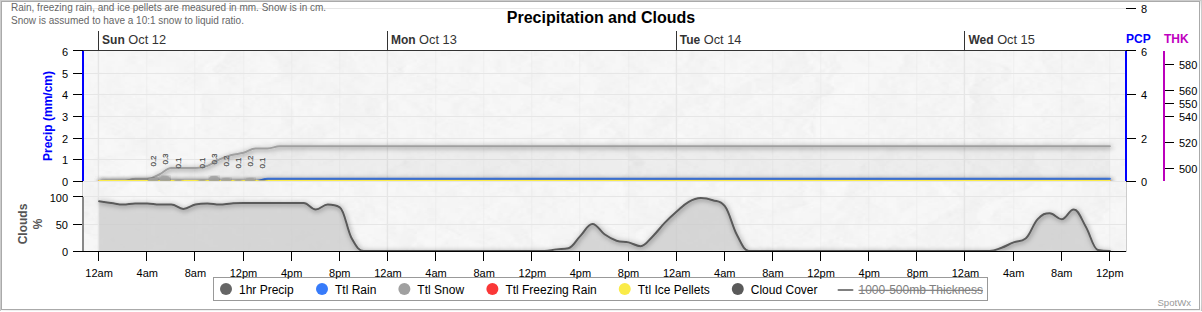 Rain, freezing rain, and ice pellets are measured in mm. Snow is in cm.
Snow is assumed to have a 10:1 snow to liquid ratio.
Precipitation and Clouds
8
Sun Oct 12
Mon Oct 13
Tue Oct 14
Wed Oct 15
PCP
THK
6
5
4
3
2
1
0
Precip (mm/cm)
0.2
0.3
0.1
0.1
0.3
0.2
0.1
0.2
0.1
6
4
2
0
580
560
550
540
520
500
100
50
0
Clouds
%
12am 4am 8am 12pm 4am 8pm 12am 4am 8am 12pm 4pm 8pm 12am 4am 8am 12pm 4pm 8pm 12am 4am 8am 12pm
1hr Precip Ttl Rain Ttl Snow Ttl Freezing Rain Ttl Ice Pellets Cloud Cover 1000-500mb Thickness
SpotWx